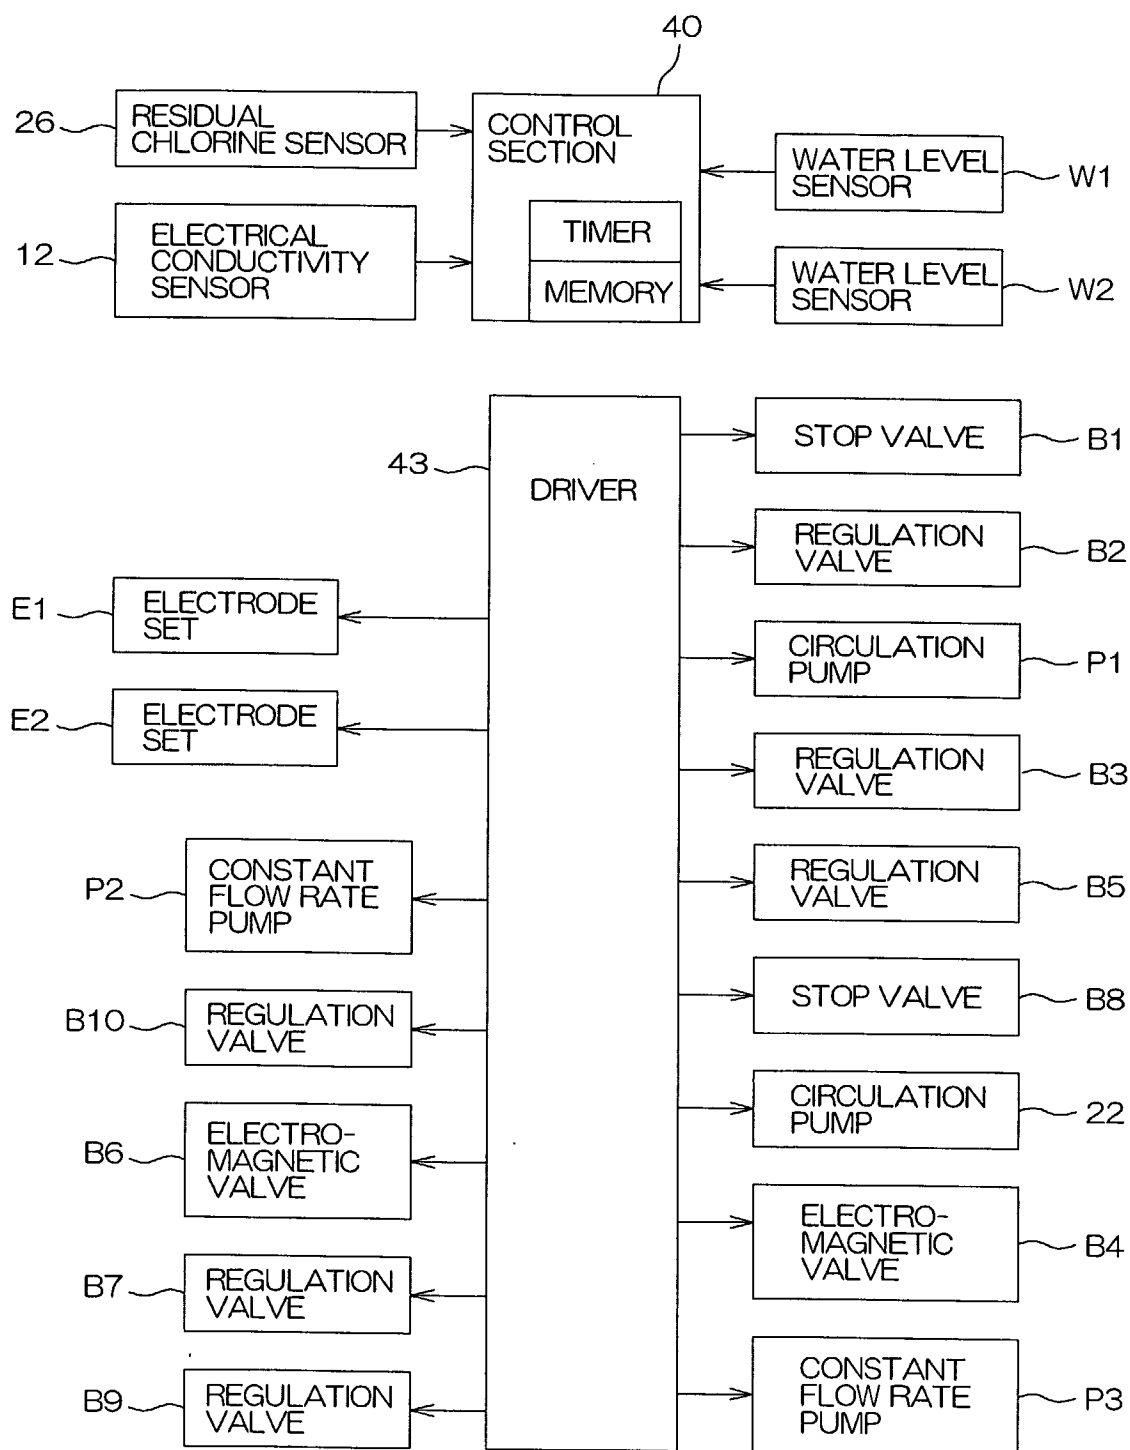 40
26
RESIDUAL
CHLORINE SENSOR
CONTROL
SECTION
WATER LEVEL
SENSOR
W1
12
ELECTRICAL
CONDUCTIVITY
SENSOR
TIMER
MEMORY
WATER LEVEL
SENSOR
W2
43
DRIVER
STOP VALVE
B1
REGULATION
VALVE
B2
E1
ELECTRODE
SET
CIRCULATION
PUMP
P1
E2
ELECTRODE
SET
REGULATION
VALVE
B3
P2
CONSTANT
FLOW RATE
PUMP
REGULATION
VALVE
B5
B10
REGULATION
VALVE
STOP VALVE
B8
B6
ELECTRO-
MAGNETIC
VALVE
CIRCULATION
PUMP
22
B7
REGULATION
VALVE
ELECTRO-
MAGNETIC
VALVE
B4
B9
REGULATION
VALVE
CONSTANT
FLOW RATE
PUMP
P3